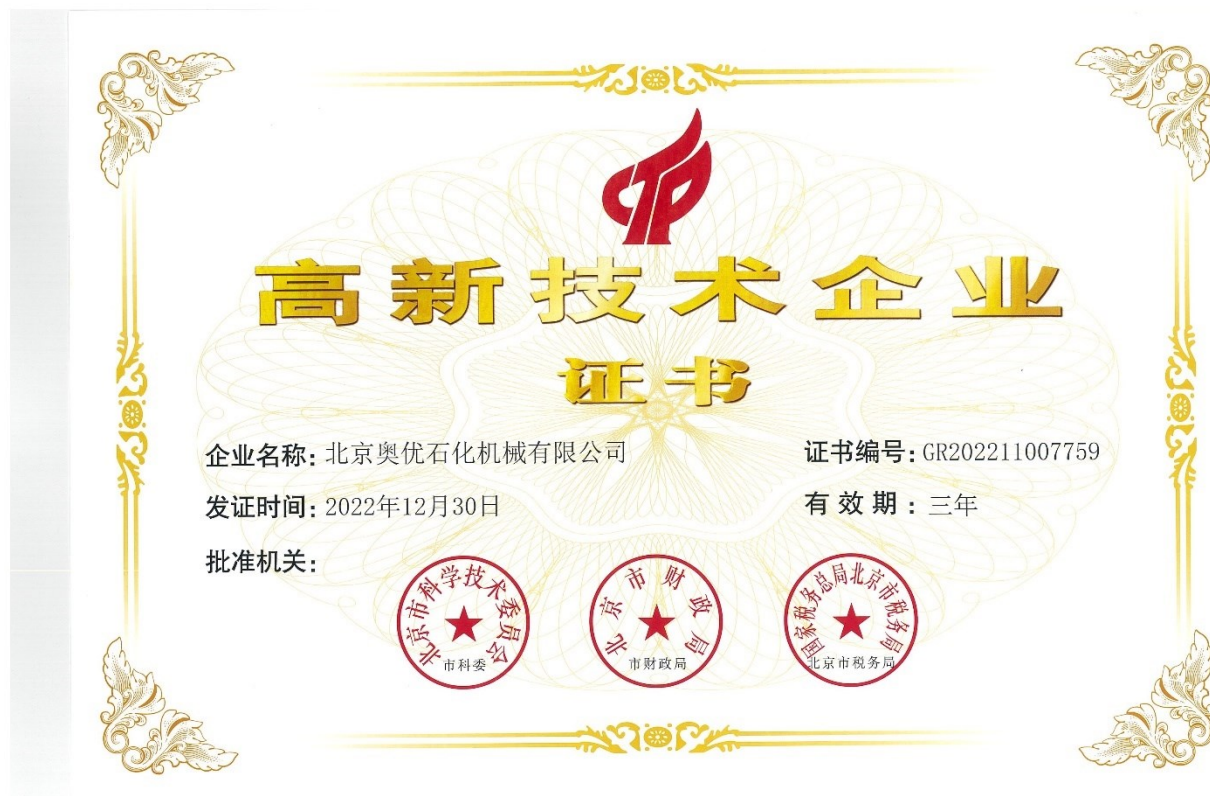 高新技术企业
证书
企业名称：北京奥优石化机械有限公司
证书编号：GR202211007759
发证时间：2022年12月30日
有效期：三年
批准机关：
北京市科学技术委员会
市科委
北京市财政局
市财政局
国家税务总局北京市税务局
北京市税务局